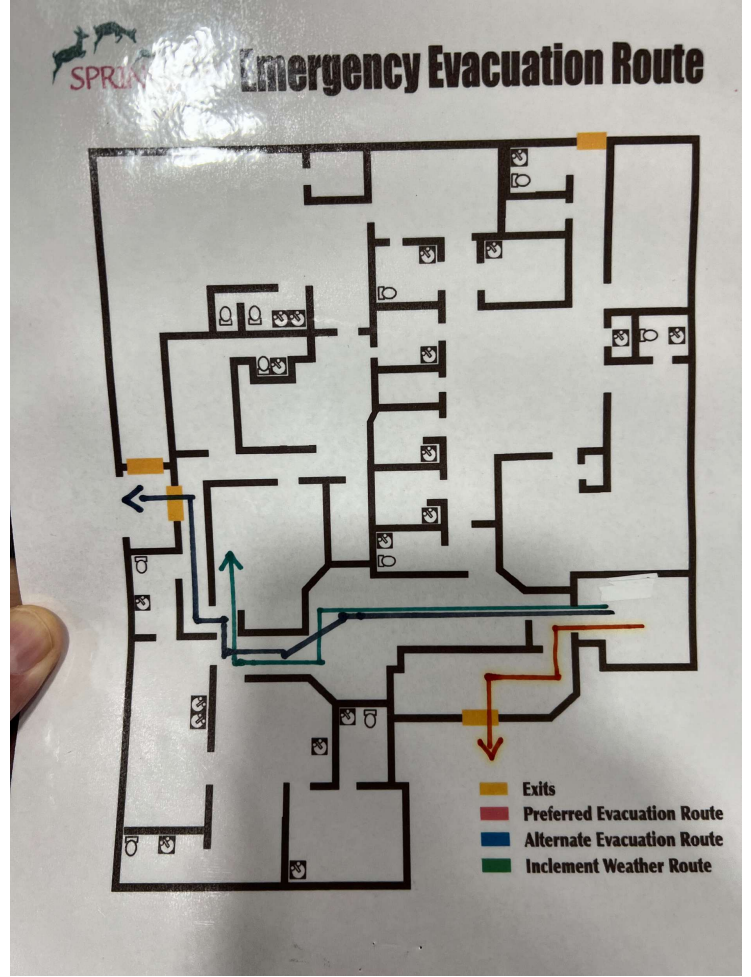 Emergency Evacuation Route
Exits
Preferred Evacuation Route
Alternate Evacuation Route
Inclement Weather Route